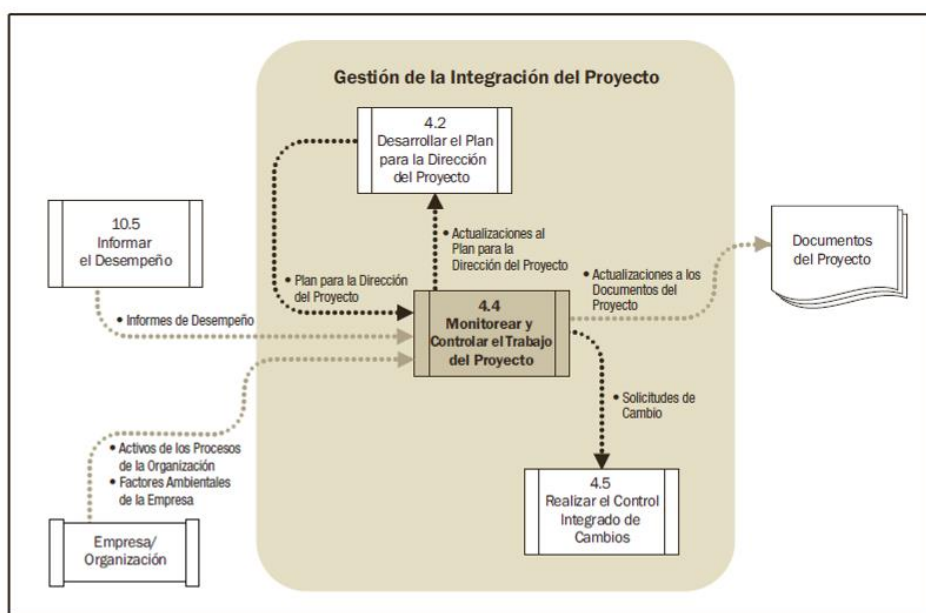 Gestión de la Integración del Proyecto
4.2
Desarrollar el Plan
para la Dirección
del Proyecto
10.5
Informar
el Desempeño
• Actualizaciones al
Plan para la
Dirección del Proyecto
Documentos
del Proyecto
• Plan para la Dirección
del Proyecto
• Actualizaciones a los
Documentos del
Proyecto
• Informes de Desempeño
4.4
Monitorear y
Controlar el Trabajo
del Proyecto
• Solicitudes de
Cambio
• Activos de los Procesos
de la Organización
• Factores Ambientales
de la Empresa
4.5
Realizar el Control
Integrado de
Cambios
Empresa/
Organización